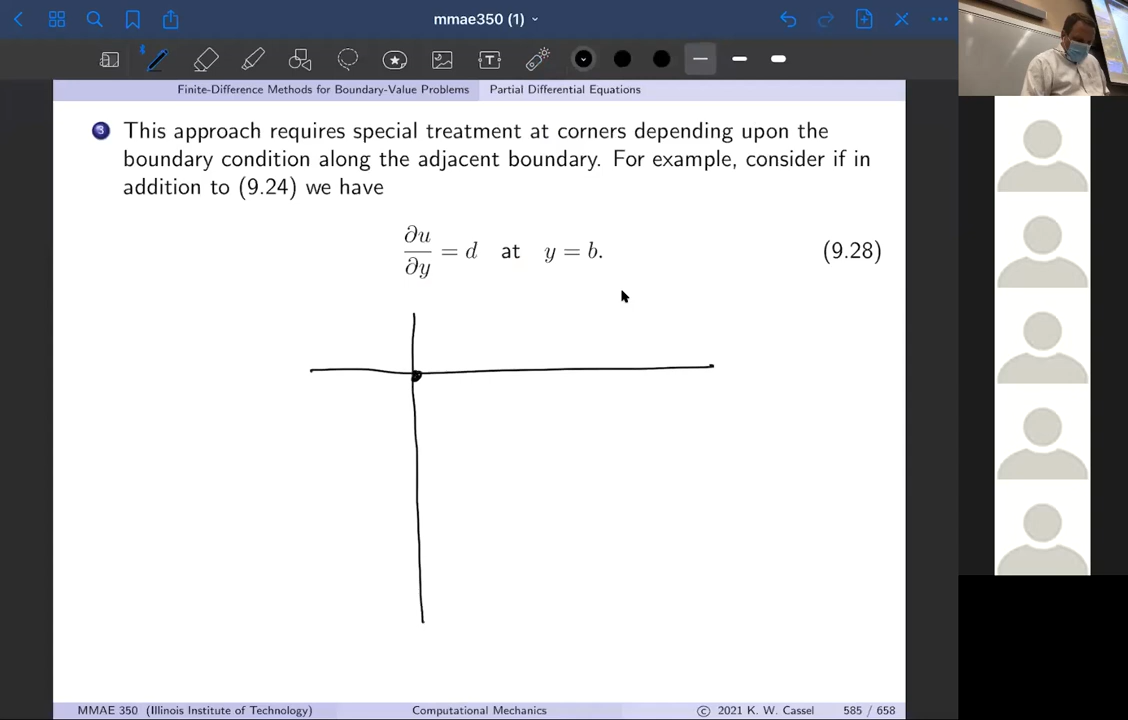 mmae350 (1)
Finite-Difference Methods for Boundary-Value Problems Partial Differential Equations
3 This approach requires special treatment at corners depending upon the
boundary condition along the adjacent boundary. For example, consider if in
addition to (9.24) we have
∂u/∂y = d at y = b. (9.28)
MMAE 350 (Illinois Institute of Technology) Computational Mechanics © 2021 K. W. Cassel 585 / 658